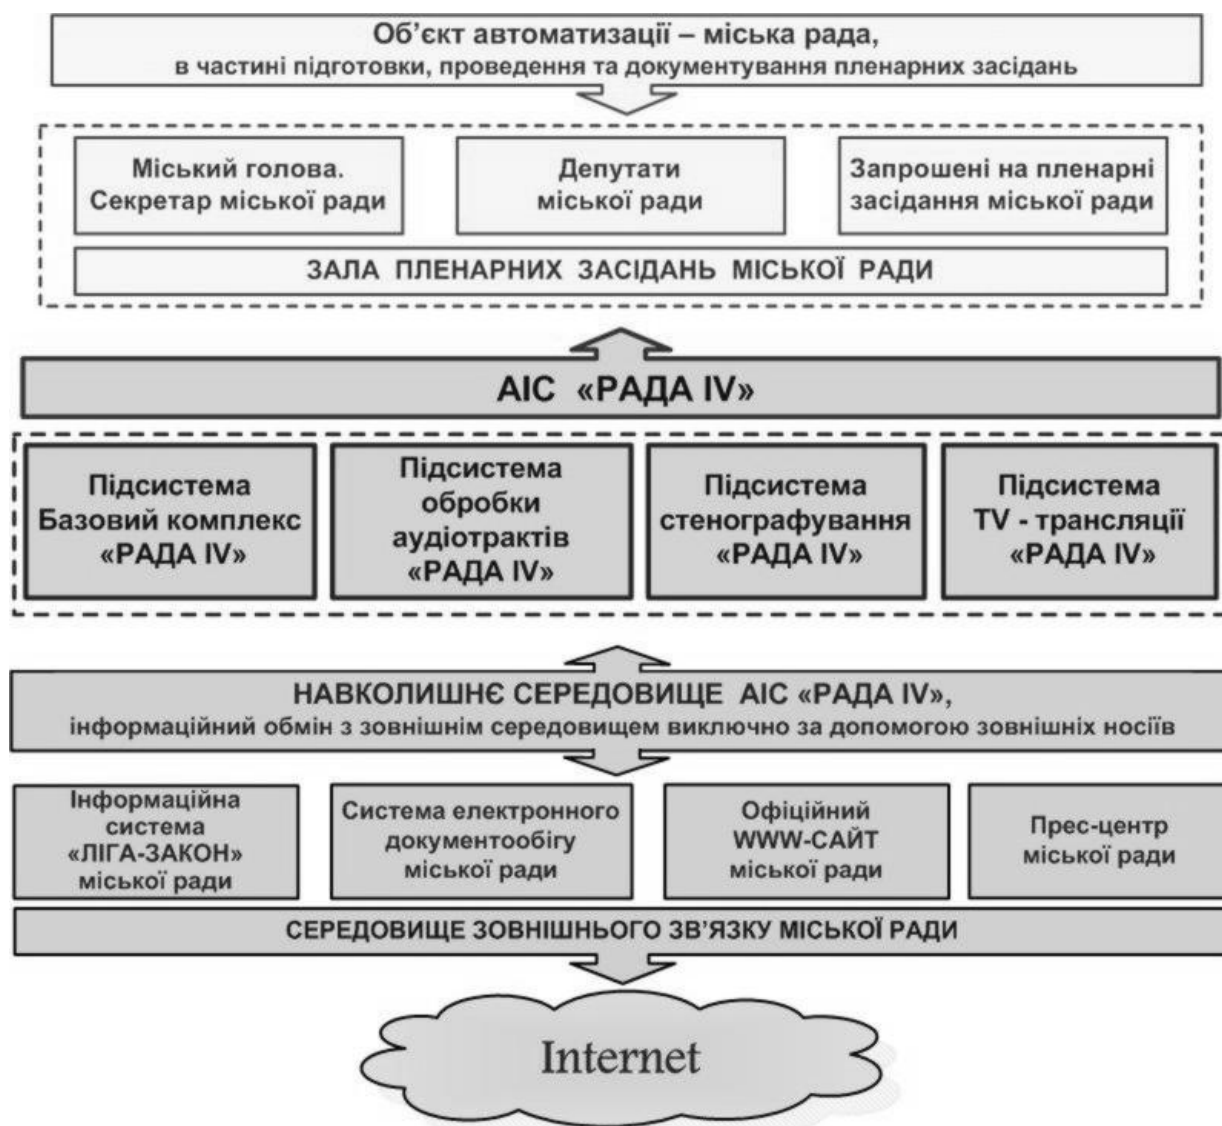 Об’єкт автоматизації – міська рада,
в частині підготовки, проведення та документування пленарних засідань
Міський голова.
Секретар міської ради
Депутати
міської ради
Запрошені на пленарні
засідання міської ради
ЗАЛА ПЛЕНАРНИХ ЗАСІДАНЬ МІСЬКОЇ РАДИ
АІС «РАДА IV»
Підсистема
Базовий комплекс
«РАДА IV»
Підсистема
обробки
аудіотрактів
«РАДА IV»
Підсистема
стенографування
«РАДА IV»
Підсистема
TV - трансляції
«РАДА IV»
НАВКОЛИШНЄ СЕРЕДОВИЩЕ АІС «РАДА IV»,
інформаційний обмін з зовнішнім середовищем виключно за допомогою зовнішніх носіїв
Інформаційна
система
«ЛІГА-ЗАКОН»
міської ради
Система електронного
документообігу
міської ради
Офіційний
WWW-САЙТ
міської ради
Прес-центр
міської ради
СЕРЕДОВИЩЕ ЗОВНІШНЬОГО ЗВ’ЯЗКУ МІСЬКОЇ РАДИ
Internet